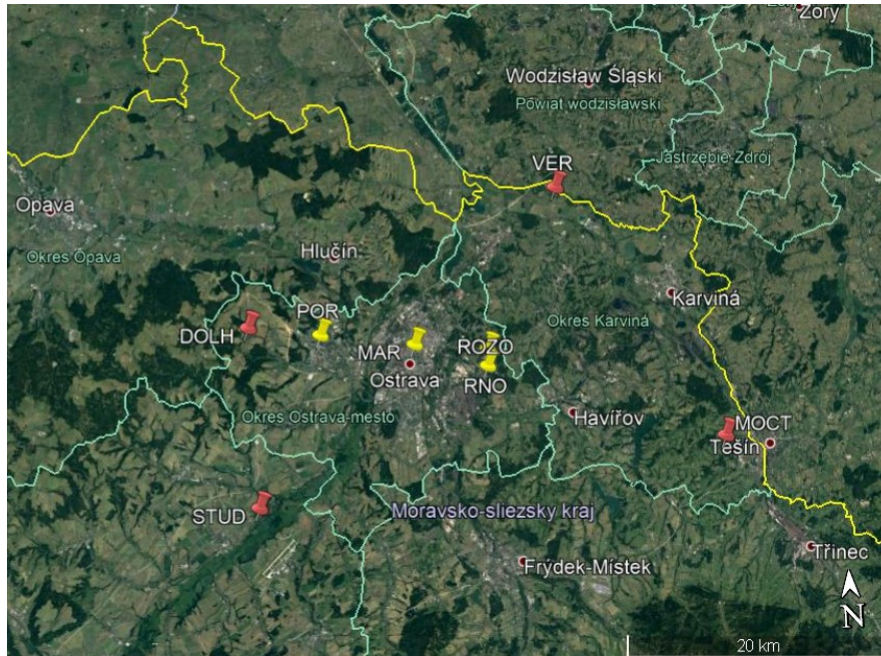 Żory
Wodzisław Śląski
Powiat wodzisławski
VER
Jastrzębie Zdrój
Opava
Okres Opava
Hlučín
Karviná
POR
DOLH
MAR
ROZO
Okres Karviná
Ostrava
RNO
Okres Ostrava-mesto
Havířov
MOCT
Tešín
STUD
Moravsko-sliezsky kraj
Frýdek-Místek
Třinec
N
20 km